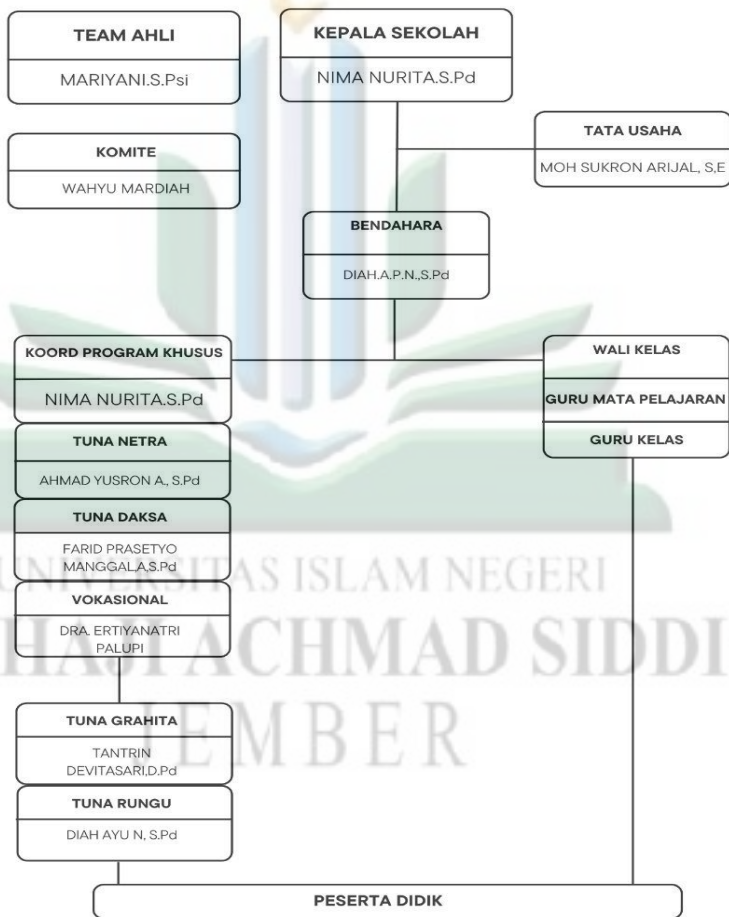 TEAM AHLI
MARIYANI.S.Psi
KEPALA SEKOLAH
NIMA NURITA.S.Pd
TATA USAHA
MOH SUKRON ARIJAL, S,E
KOMITE
WAHYU MARDIAH
BENDAHARA
DIAH.A.P.N.,S.Pd
KOORD PROGRAM KHUSUS
NIMA NURITA.S.Pd
WALI KELAS
GURU MATA PELAJARAN
GURU KELAS
TUNA NETRA
AHMAD YUSRON A., S.Pd
TUNA DAKSA
FARID PRASETYO
MANGGALA,S.Pd
VOKASIONAL
DRA. ERTIYANATRI
PALUPI
TUNA GRAHITA
TANTRIN
DEVITASARI,D.Pd
TUNA RUNGU
DIAH AYU N, S.Pd
PESERTA DIDIK
UNIVERSITAS ISLAM NEGERI
HAJI ACHMAD SIDDI
JEMBER